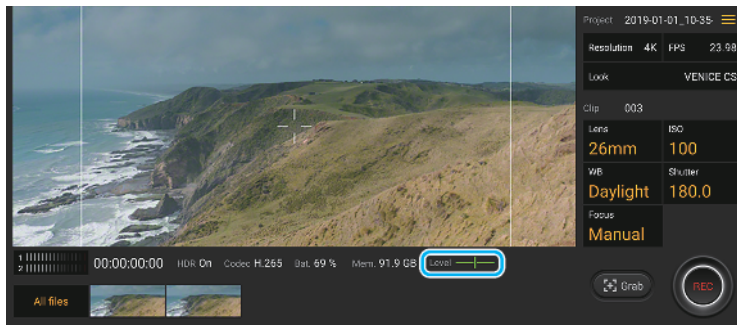 Project 2019-01-01_10-35-
Resolution 4K FPS 23.98
Look VENICE CS
Clip 003
Lens ISO
26mm 100
WB Shutter
Daylight 180.0
Focus
Manual
1
2
00:00:00:00 HDR On Codec H.265 Bat. 69 % Mem. 91.9 GB Level
Grab REC
All files